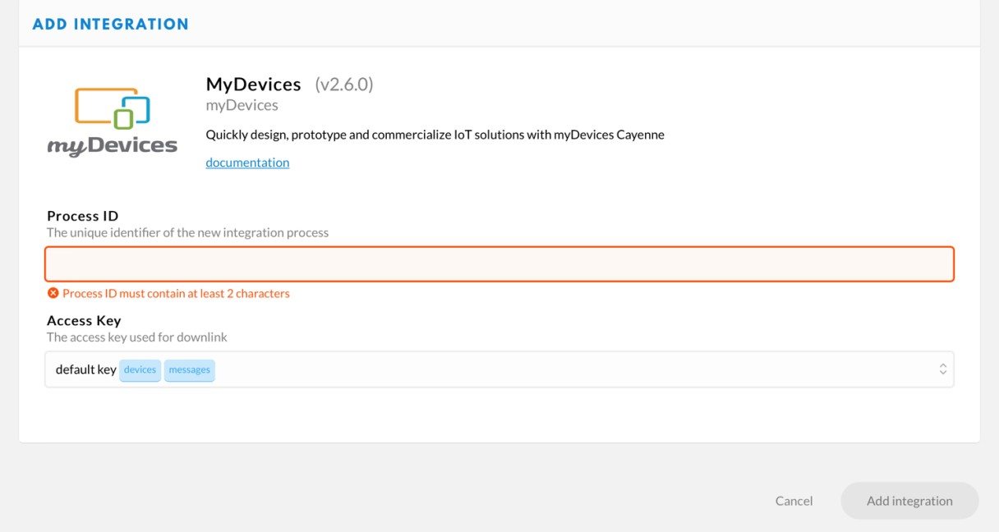 ADD INTEGRATION
MyDevices (v2.6.0)
myDevices
myDevices
Quickly design, prototype and commercialize IoT solutions with myDevices Cayenne
documentation
Process ID
The unique identifier of the new integration process
Process ID must contain at least 2 characters
Access Key
The access key used for downlink
default key devices messages
Cancel Add integration